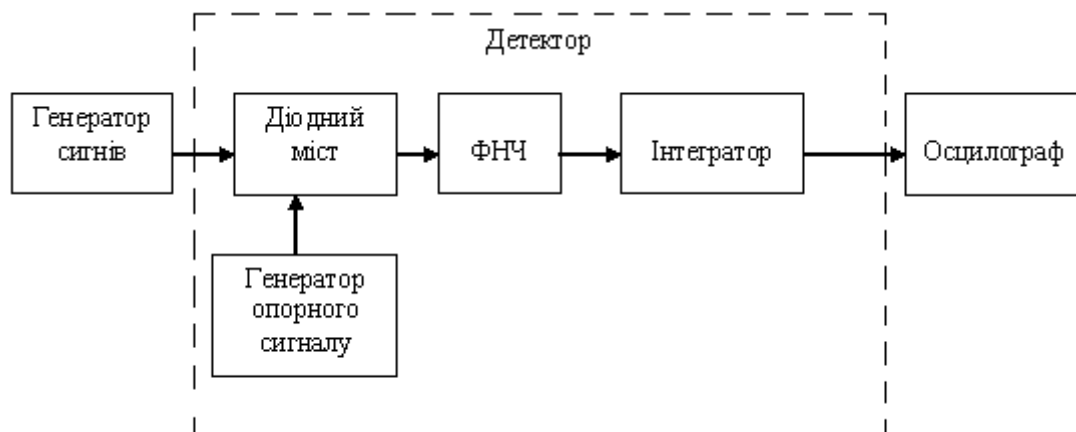 Детектор
Генератор
сигнів
Діодний
міст
ФНЧ
Інтегратор
Осцилограф
Генератор
опорного
сигналу